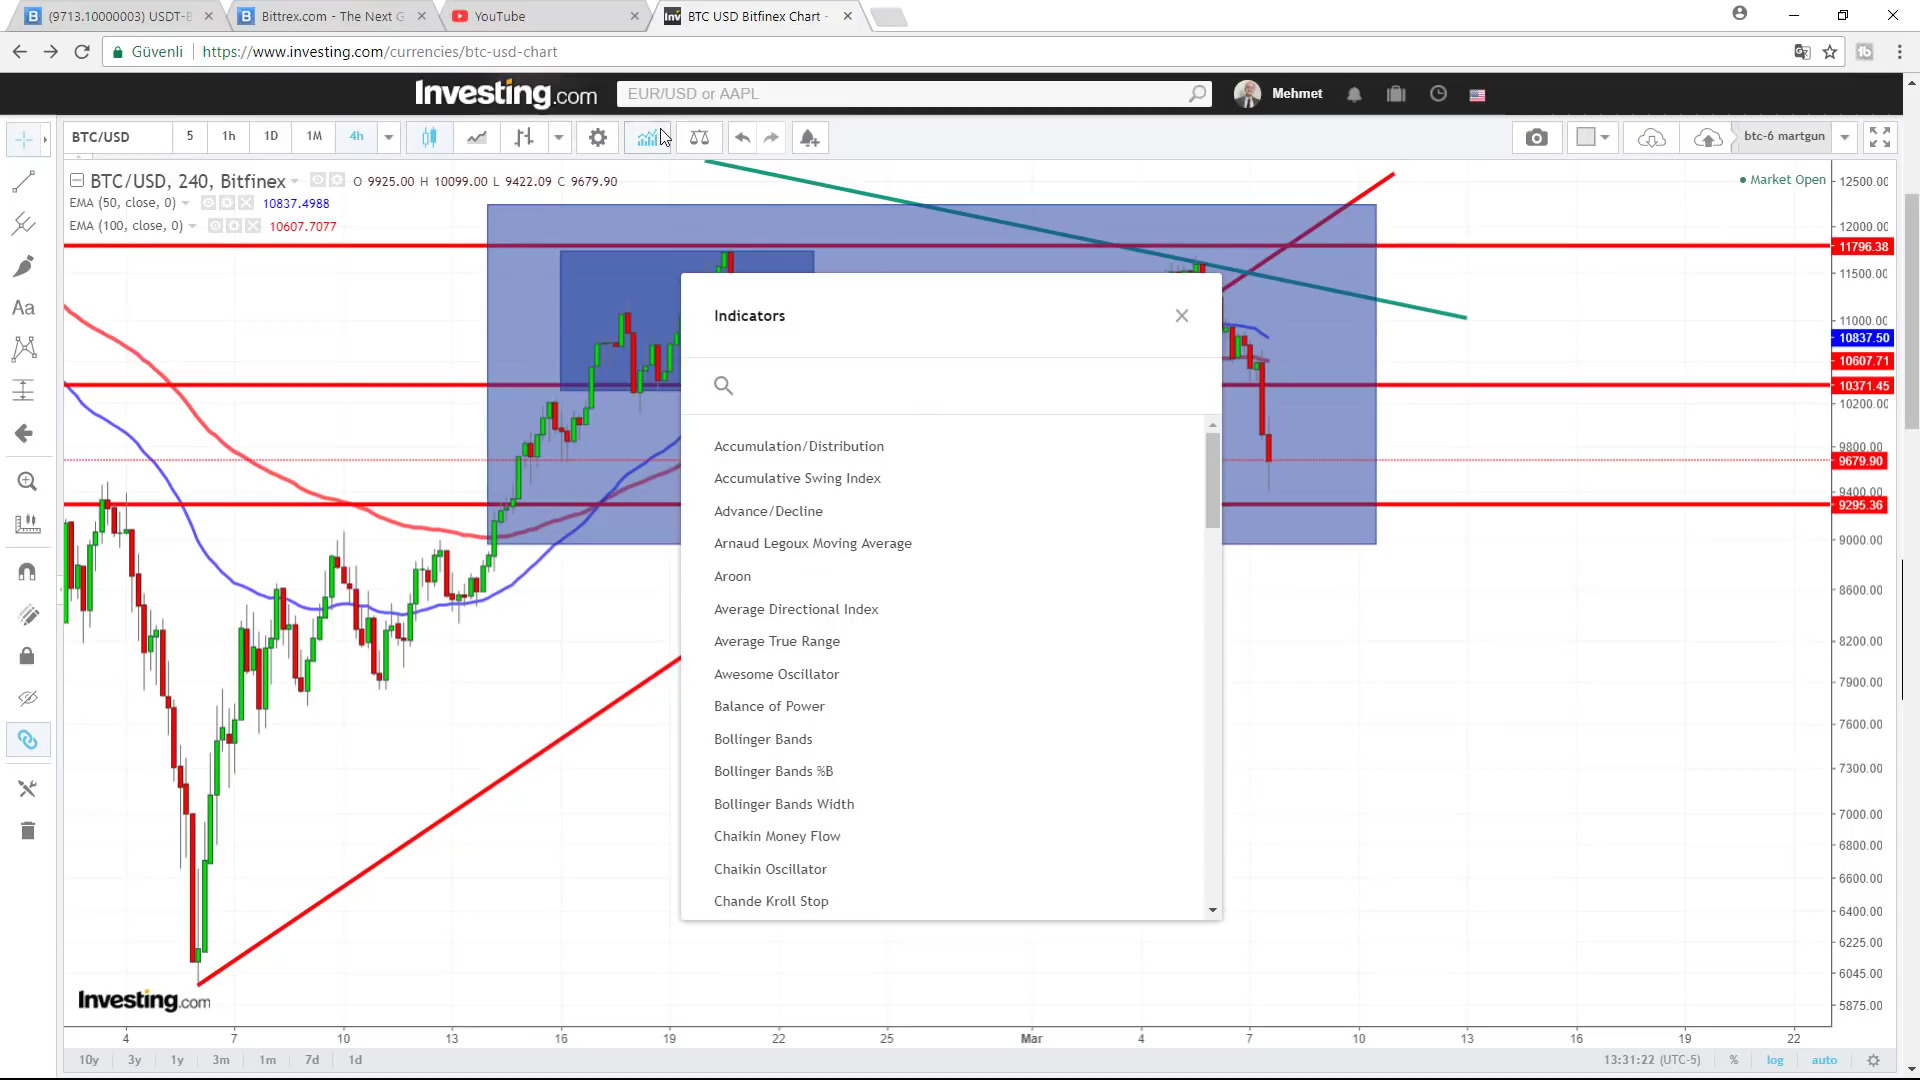 (9713.10000003) USDT-B
Bittrex.com - The Next G
YouTube
BTC USD Bitfinex Chart -
Güvenli
https://www.investing.com/currencies/btc-usd-chart
Investing.com
EUR/USD or AAPL
Mehmet
BTC/USD
5
1h
1D
1M
4h
btc-6 martgun
BTC/USD, 240, Bitfinex
O 9925.00 H 10099.00 L 9422.09 C 9679.90
Market Open
EMA (50, close, 0)
10837.4988
EMA (100, close, 0)
10607.7077
12500.00
12000.00
11796.38
11500.00
11000.00
10837.50
10607.71
10371.45
10200.00
9800.00
9679.90
9400.00
9295.36
9000.00
8600.00
8200.00
7900.00
7600.00
7300.00
7000.00
6800.00
6600.00
6400.00
6225.00
6045.00
5875.00
Indicators
Accumulation/Distribution
Accumulative Swing Index
Advance/Decline
Arnaud Legoux Moving Average
Aroon
Average Directional Index
Average True Range
Awesome Oscillator
Balance of Power
Bollinger Bands
Bollinger Bands %B
Bollinger Bands Width
Chaikin Money Flow
Chaikin Oscillator
Chande Kroll Stop
Investing.com
4 7 10 13 16 19 22 25 Mar 4 7 10 13 16 19 22
10y 3y 1y 3m 1m 7d 1d
13:31:22 (UTC-5) % log auto